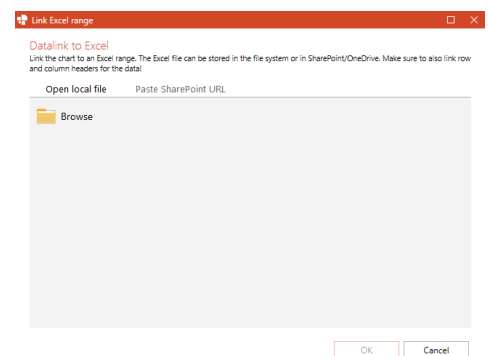 Link Excel range
Datalink to Excel
Link the chart to an Excel range. The Excel file can be stored in the file system or in SharePoint/OneDrive. Make sure to also link row
and column headers for the data!
Open local file Paste SharePoint URL
Browse
OK Cancel